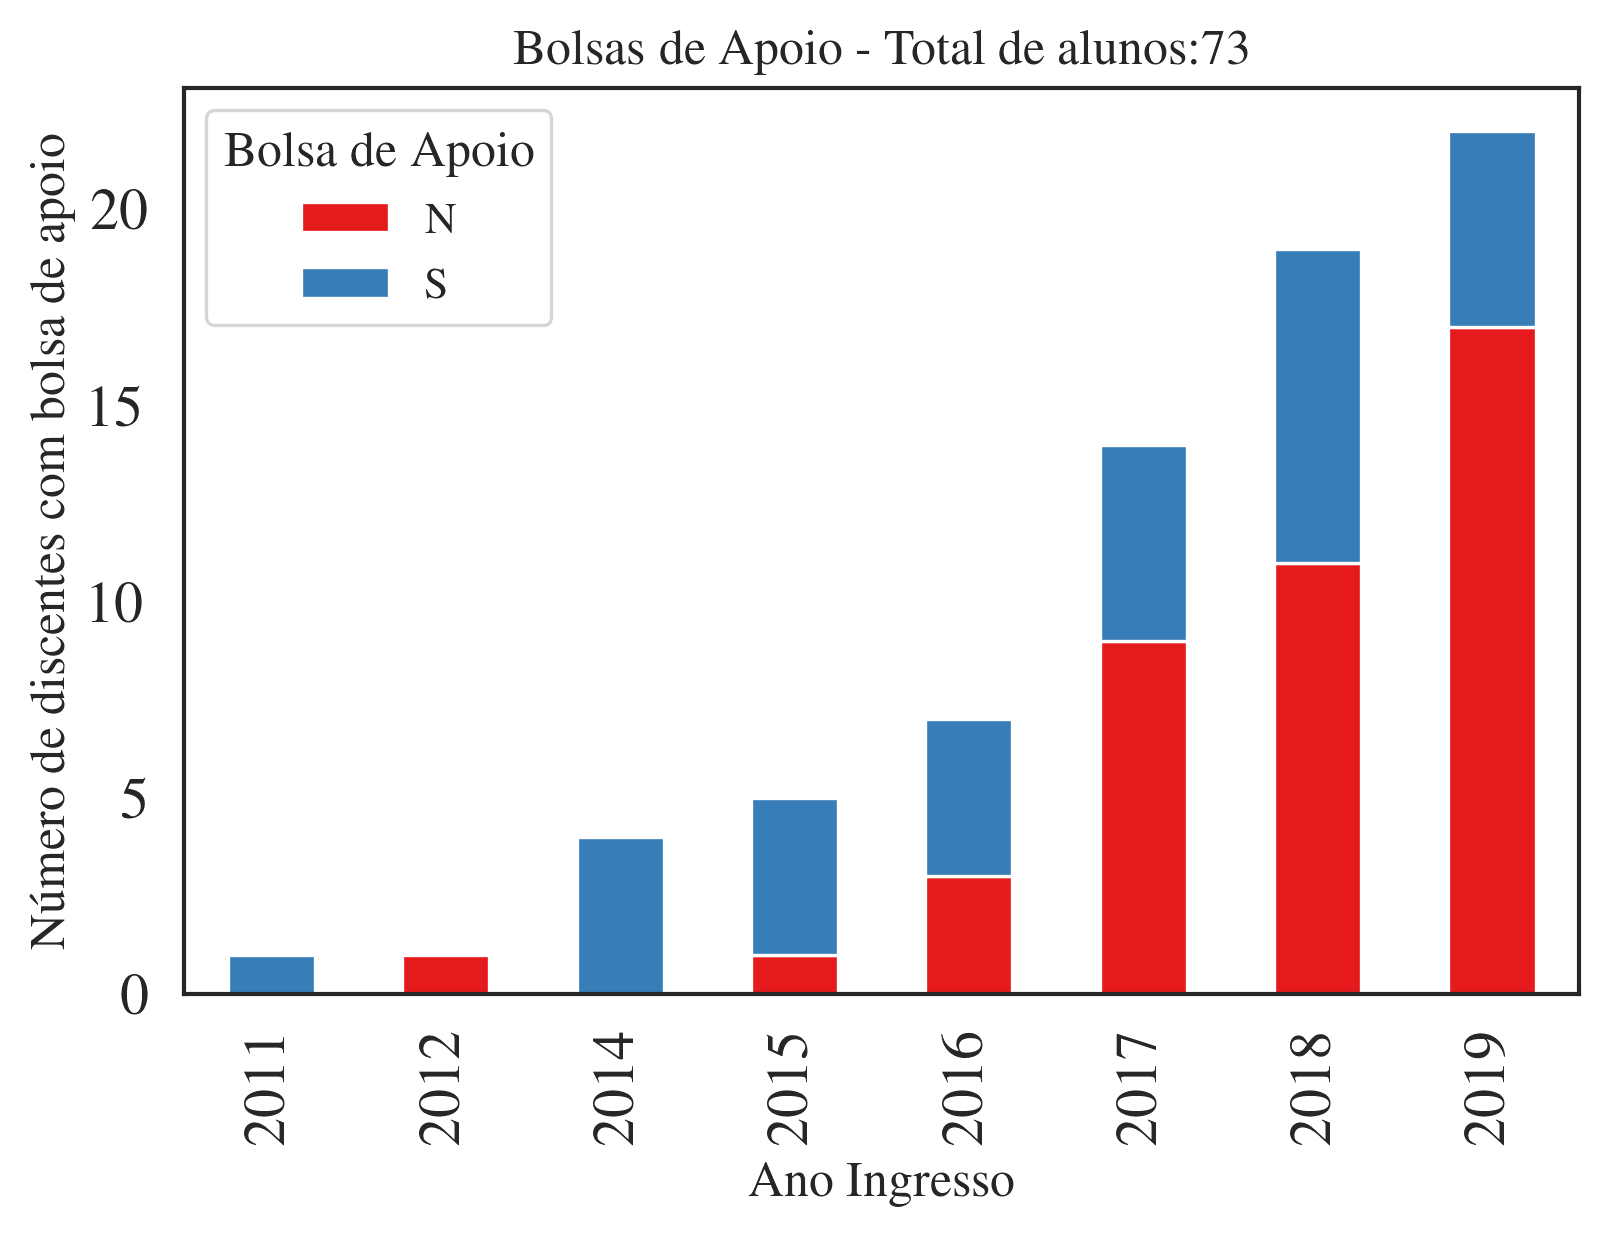 Bolsas de Apoio - Total de alunos:73
Bolsa de Apoio
N
S
Número de discentes com bolsa de apoio
20
15
10
5
0
2011
2012
2014
2015
2016
2017
2018
2019
Ano Ingresso